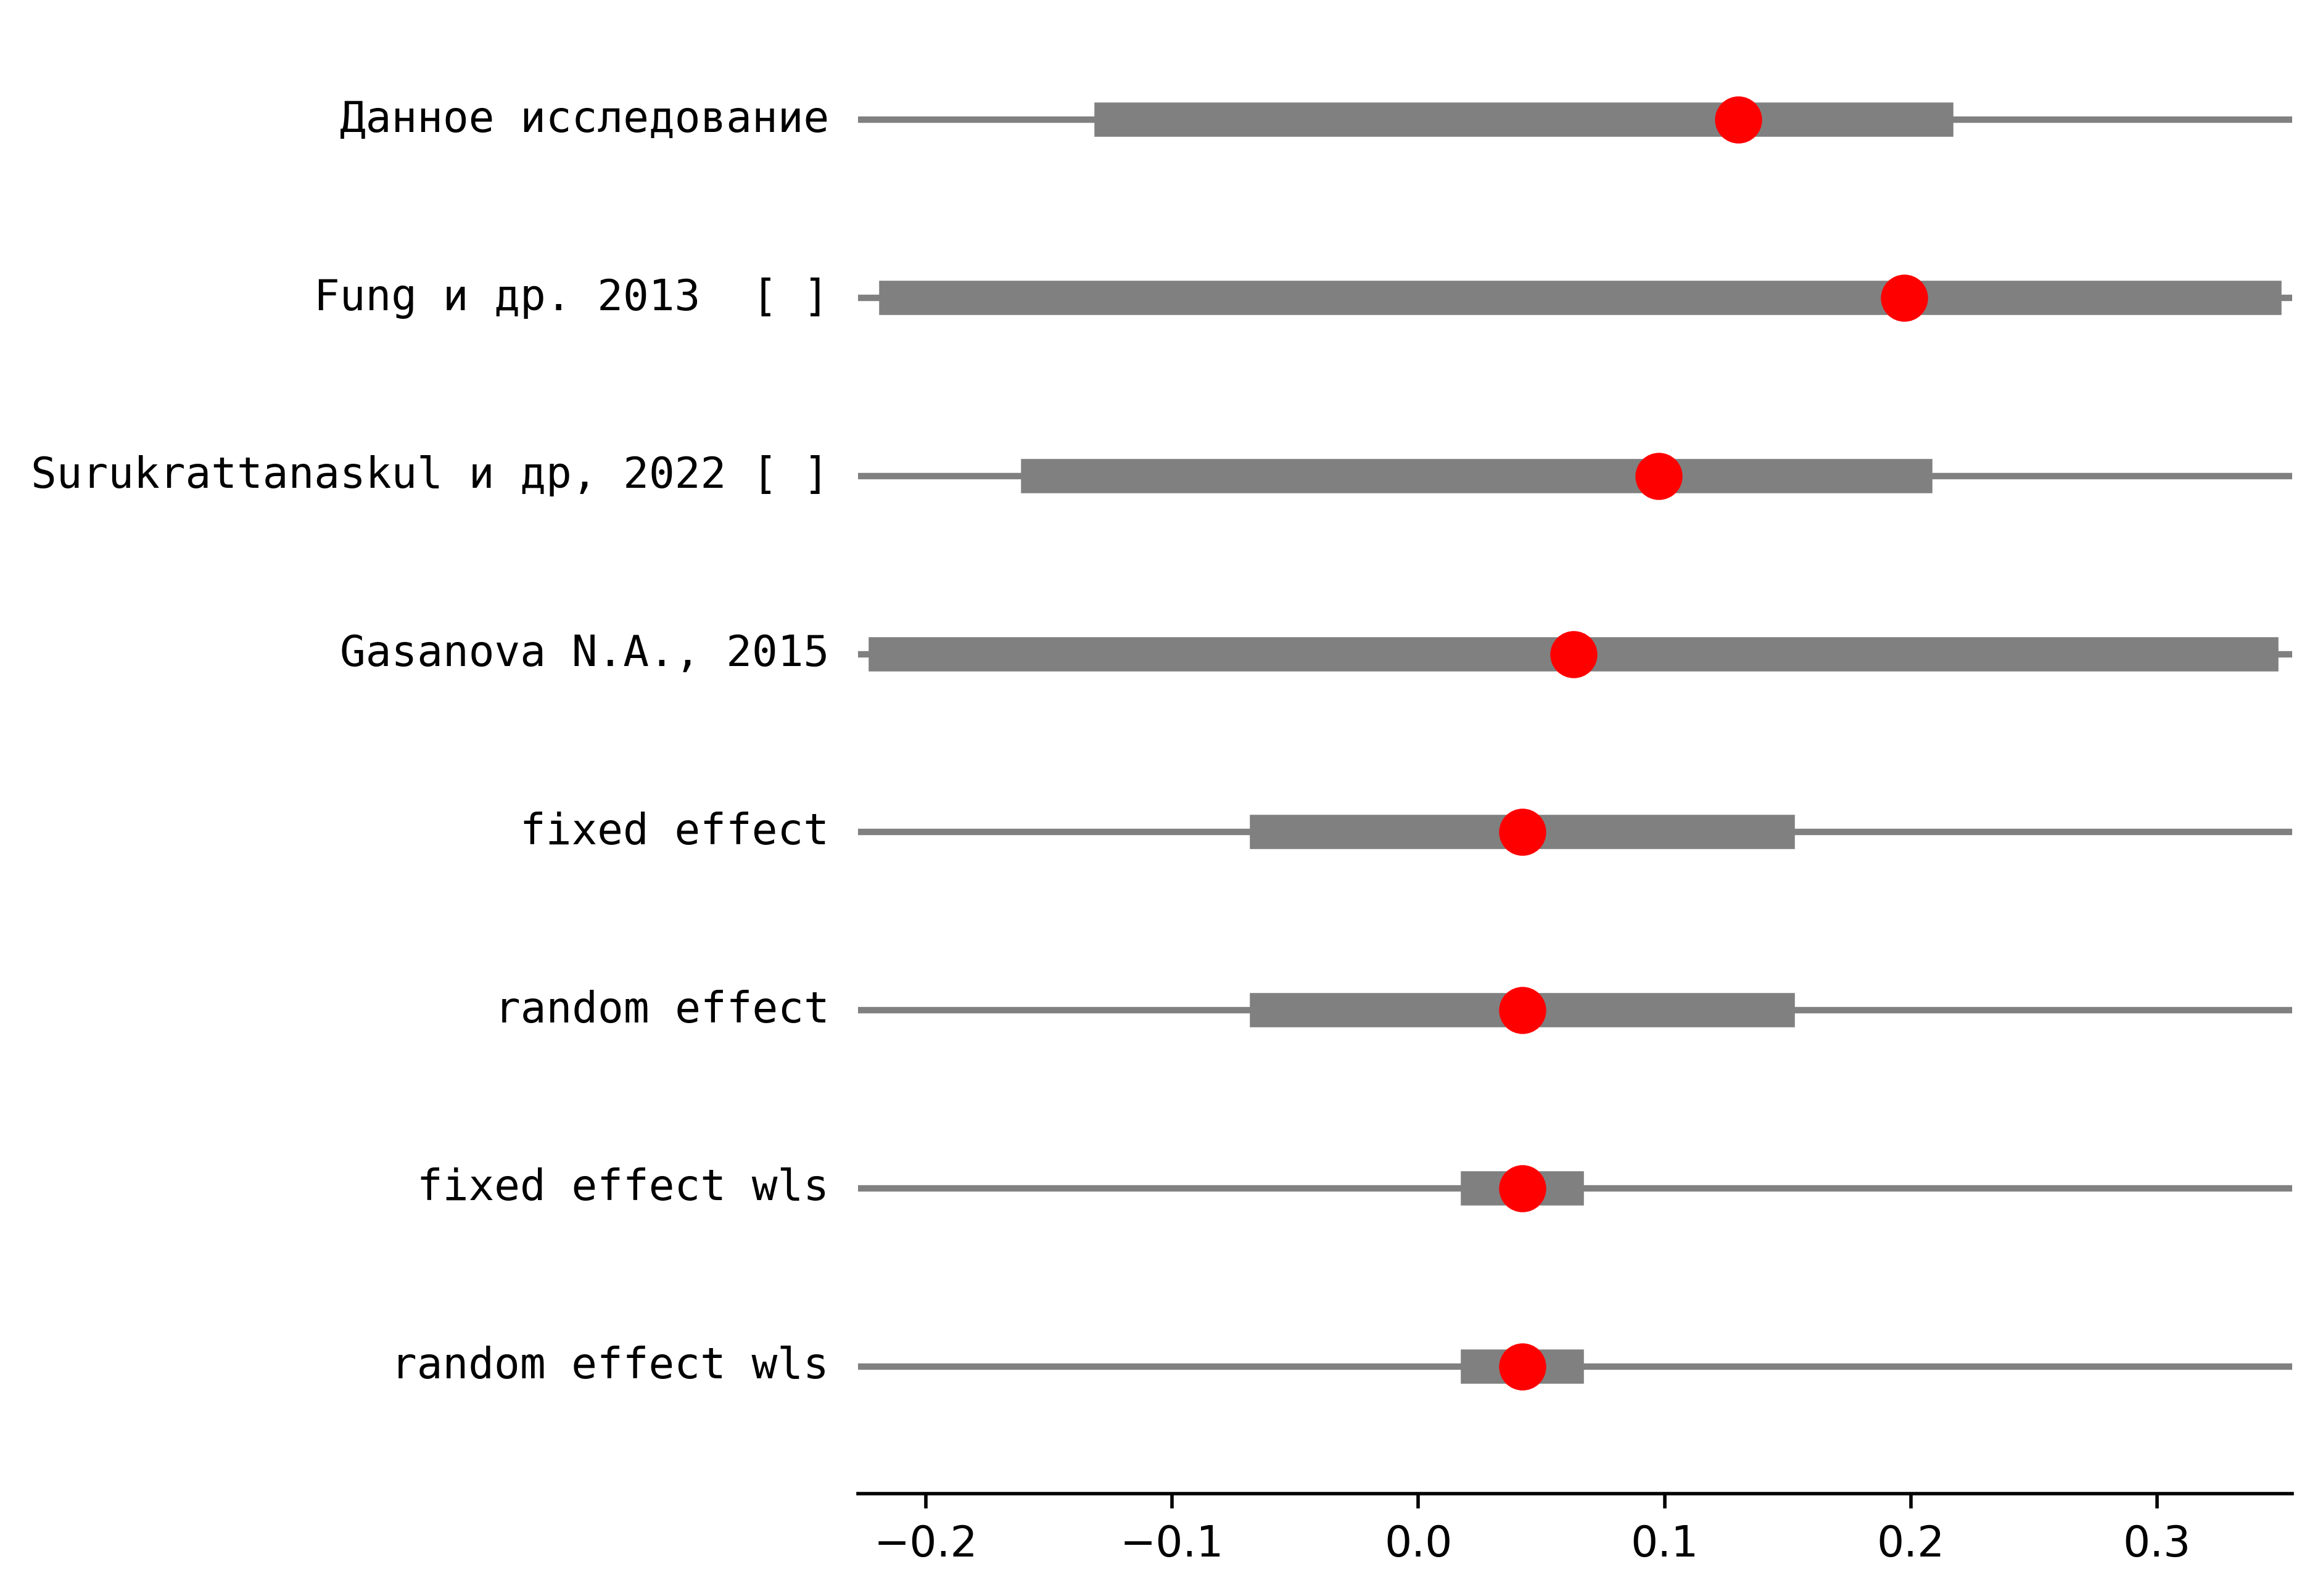 Данное исследование
Fung и др. 2013  [ ]
Surukrattanaskul и др, 2022 [ ]
Gasanova N.A., 2015
fixed effect
random effect
fixed effect wls
random effect wls
−0.2 −0.1 0.0 0.1 0.2 0.3